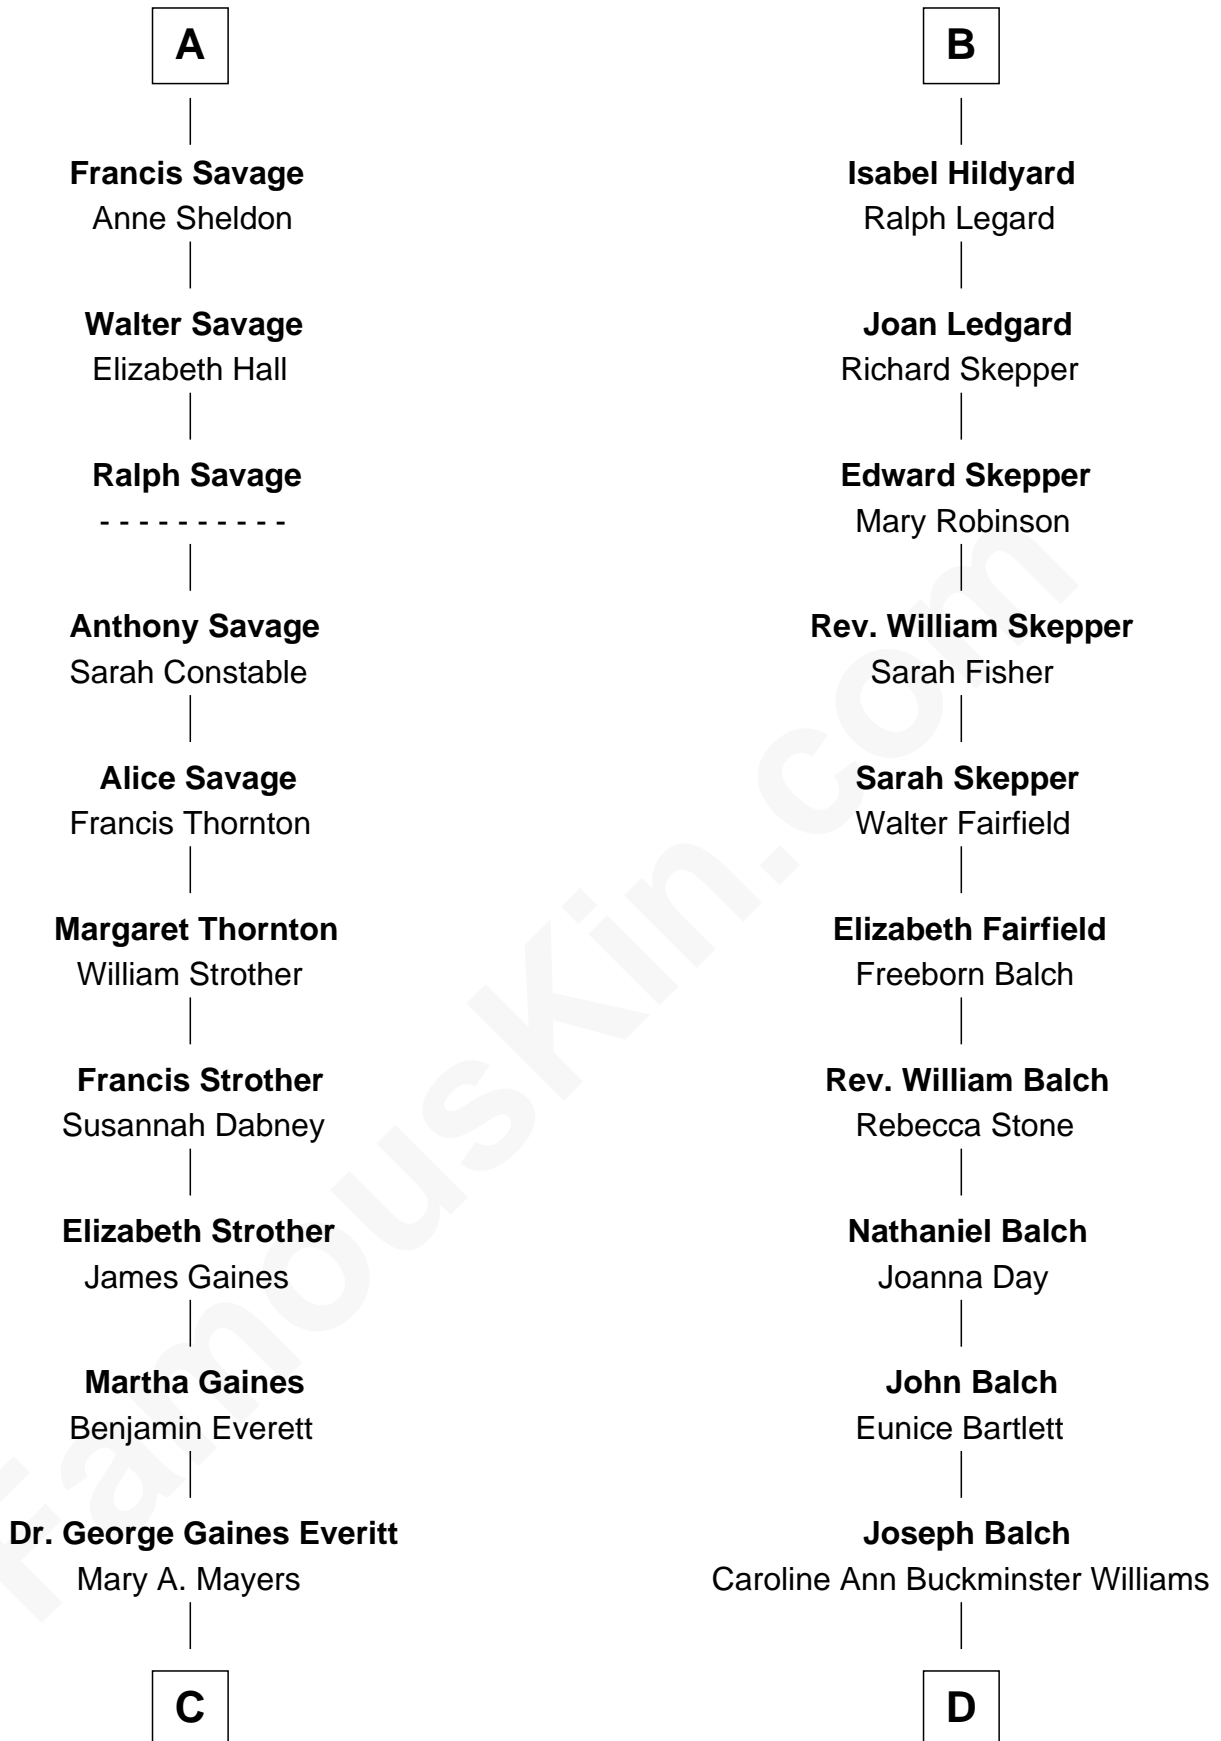 A
Francis Savage
Anne Sheldon
Walter Savage
Elizabeth Hall
Ralph Savage
- - - - - - - - - -
Anthony Savage
Sarah Constable
Alice Savage
Francis Thornton
Margaret Thornton
William Strother
Francis Strother
Susannah Dabney
Elizabeth Strother
James Gaines
Martha Gaines
Benjamin Everett
Dr. George Gaines Everitt
Mary A. Mayers
C
B
Isabel Hildyard
Ralph Legard
Joan Ledgard
Richard Skepper
Edward Skepper
Mary Robinson
Rev. William Skepper
Sarah Fisher
Sarah Skepper
Walter Fairfield
Elizabeth Fairfield
Freeborn Balch
Rev. William Balch
Rebecca Stone
Nathaniel Balch
Joanna Day
John Balch
Eunice Bartlett
Joseph Balch
Caroline Ann Buckminster Williams
D
FamousKin.com